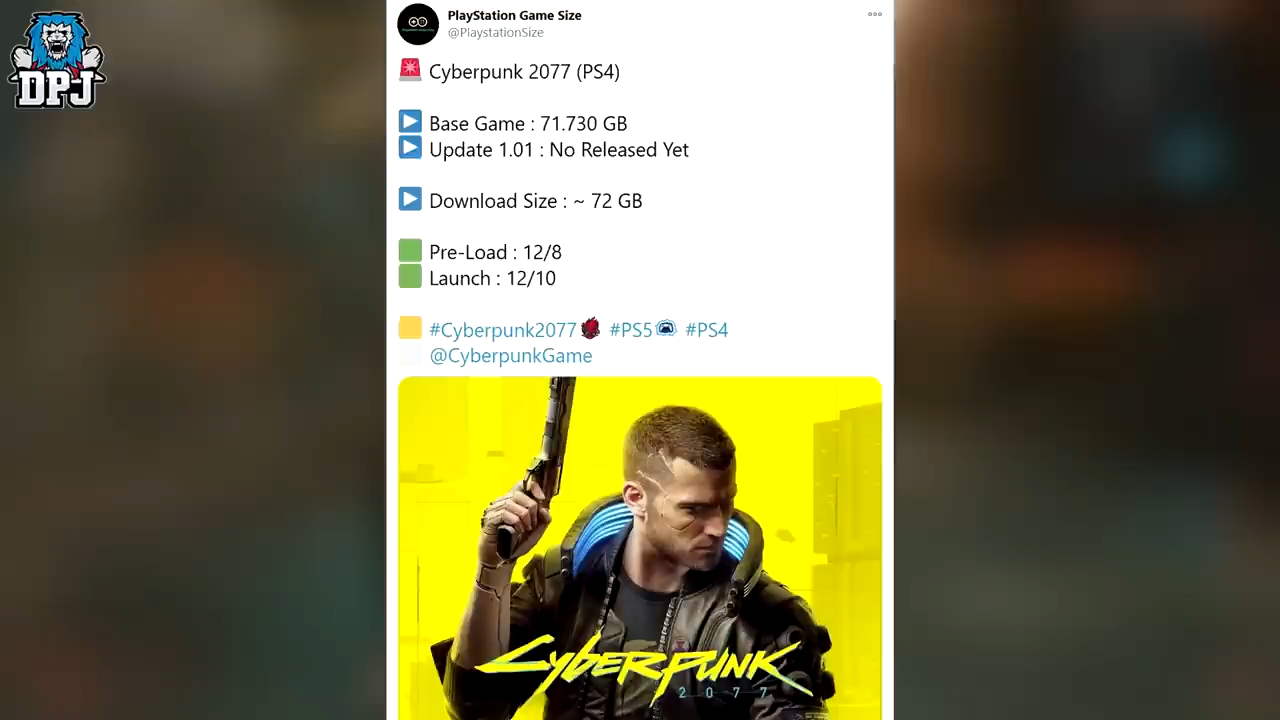 DPJ
PlayStation Game Size
@PlaystationSize
Cyberpunk 2077 (PS4)
Base Game : 71.730 GB
Update 1.01 : No Released Yet
Download Size : ~ 72 GB
Pre-Load : 12/8
Launch : 12/10
#Cyberpunk2077 #PS5 #PS4
@CyberpunkGame
CYBERPUNK
2077